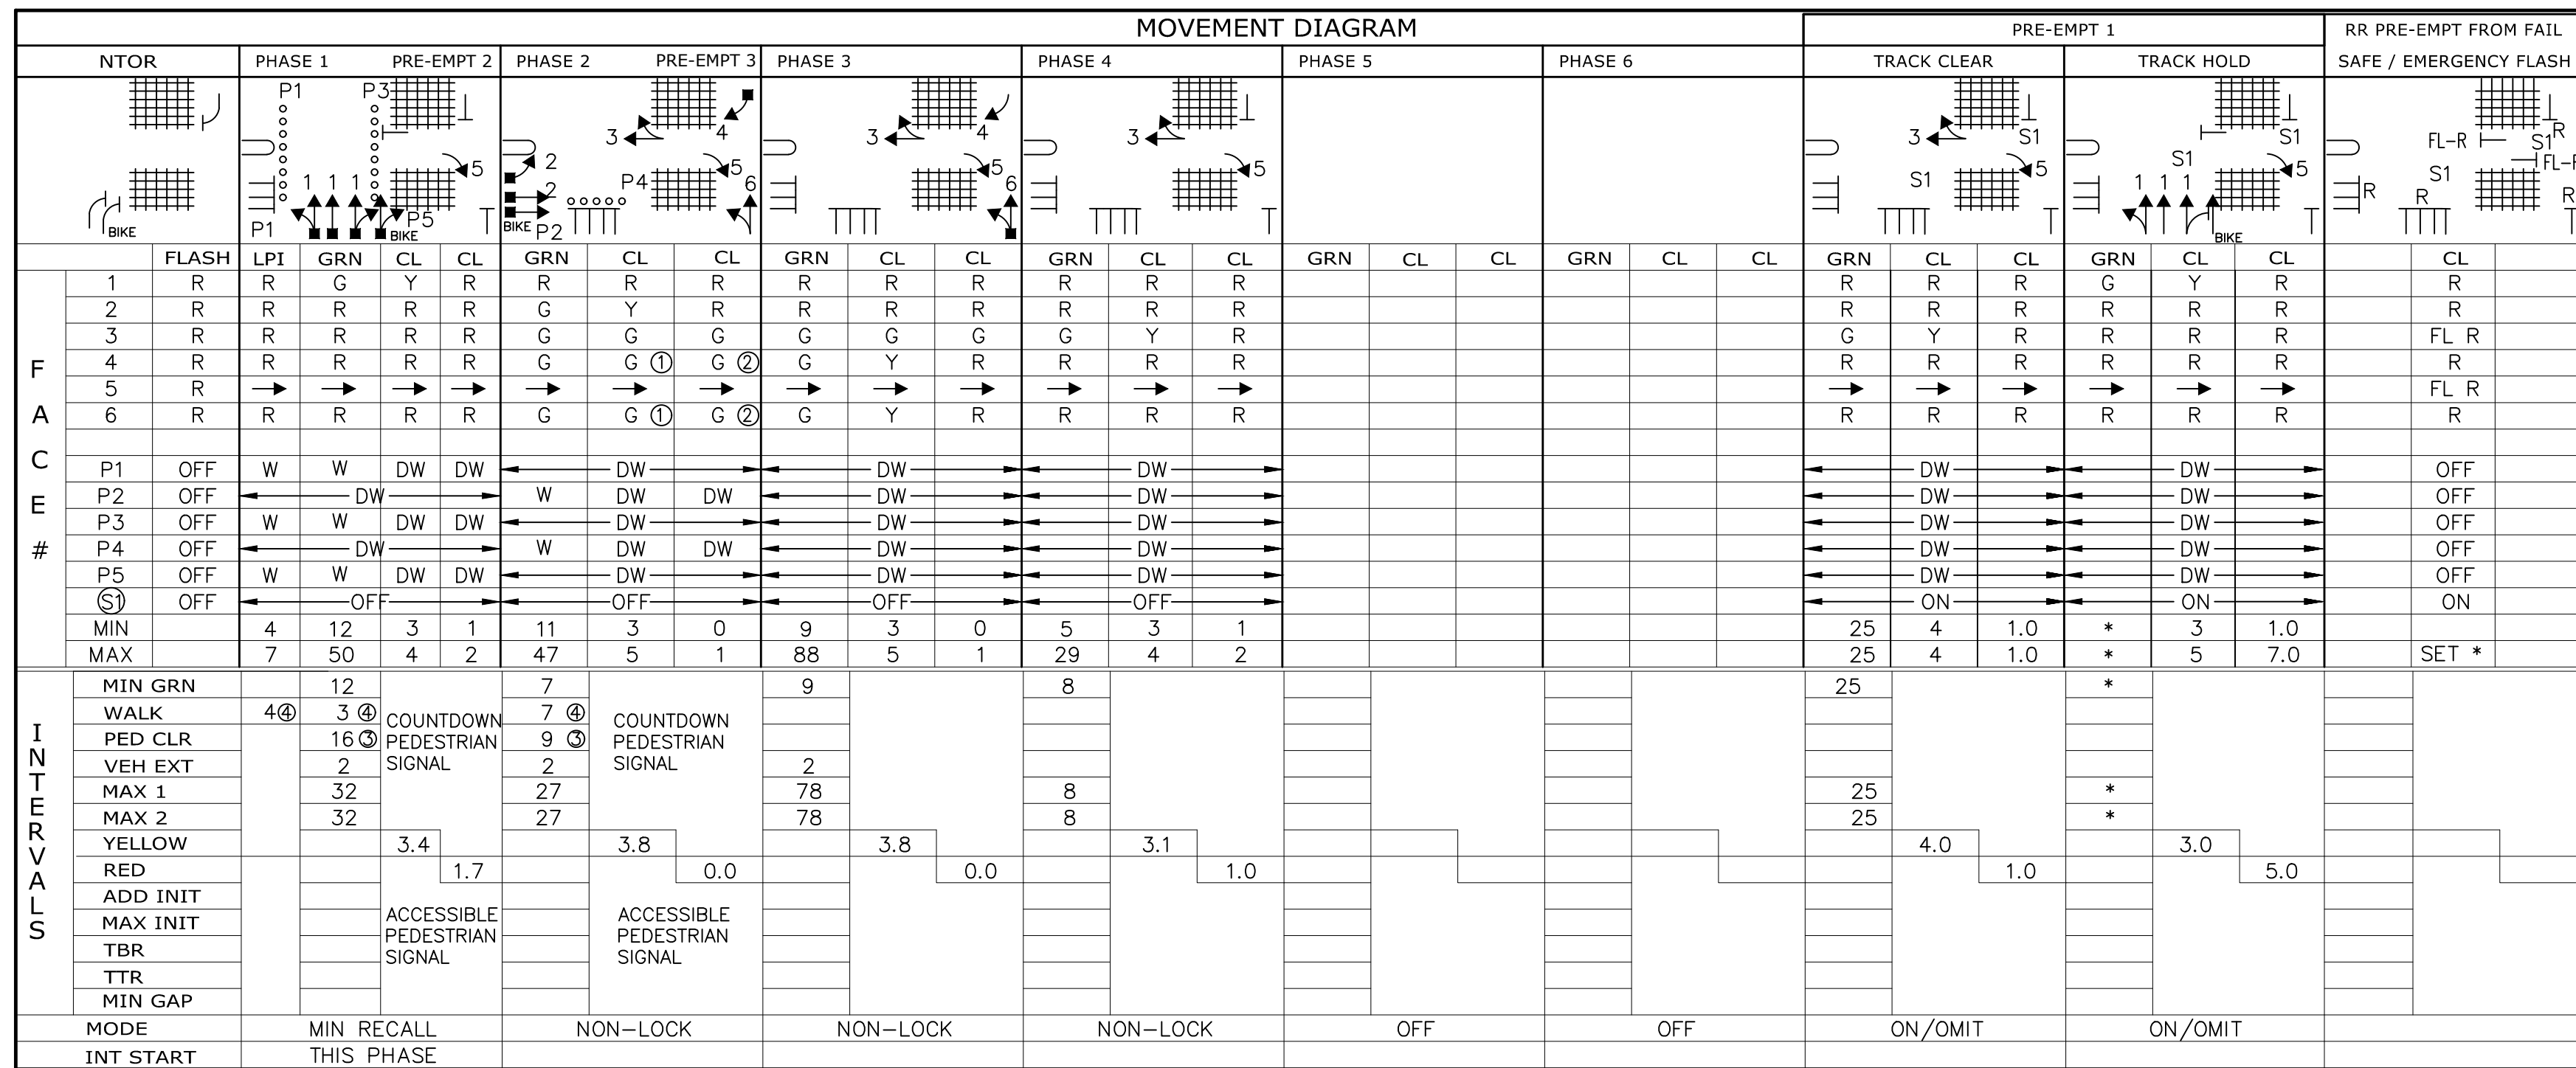 MOVEMENT DIAGRAM PRE-EMPT 1 RR PRE-EMPT FROM FAIL
NTOR PHASE 1 PRE-EMPT 2 PHASE 2 PRE-EMPT 3 PHASE 3 PHASE 4 PHASE 5 PHASE 6 TRACK CLEAR TRACK HOLD SAFE / EMERGENCY FLASH
P1 P3
3 4 3 4 3 3 S1 S1 FL-R S1 R
2 5 5 5 5 5 5 FL-R
1 1 1 2 P4 6 6 S1 S1 1 1 1 S1 R R R
P1 P5
BIKE BIKE BIKE P2 BIKE
FLASH LPI GRN CL CL GRN CL CL GRN CL CL GRN CL CL GRN CL CL GRN CL CL GRN CL CL GRN CL CL CL
FACE #
1 R R G Y R R R R R R R R R R R R R G Y R R
2 R R R R R G Y R R R R R R R R R R R R R R
3 R R R R R G G G G G G G Y R G Y R R R R FL R
4 R R R R R G G ① G ② G Y R R R R R R R R R R R
5 R FL R
6 R R R R R G G ① G ② G Y R R R R R R R R R R R
P1 OFF W W DW DW DW DW DW DW DW OFF
P2 OFF DW W DW DW DW DW DW DW OFF
P3 OFF W W DW DW DW DW DW DW DW OFF
P4 OFF DW W DW DW DW DW DW DW OFF
P5 OFF W W DW DW DW DW DW DW DW OFF
S1 OFF OFF OFF OFF OFF ON ON ON
MIN 4 12 3 1 11 3 0 9 3 0 5 3 1 25 4 1.0 * 3 1.0
MAX 7 50 4 2 47 5 1 88 5 1 29 4 2 25 4 1.0 * 5 7.0 SET *
INTERVALS
MIN GRN 12 7 9 8 25 *
WALK 4④ 3 ④ 7 ④
PED CLR 16③ 9 ③
COUNTDOWN PEDESTRIAN SIGNAL COUNTDOWN PEDESTRIAN SIGNAL
VEH EXT 2 2 2
MAX 1 32 27 78 8 25 *
MAX 2 32 27 78 8 25 *
YELLOW 3.4 3.8 3.8 3.1 4.0 3.0
RED 1.7 0.0 0.0 1.0 1.0 5.0
ADD INIT
MAX INIT
ACCESSIBLE PEDESTRIAN SIGNAL ACCESSIBLE PEDESTRIAN SIGNAL
TBR
TTR
MIN GAP
MODE MIN RECALL NON-LOCK NON-LOCK NON-LOCK OFF OFF ON/OMIT ON/OMIT
INT START THIS PHASE